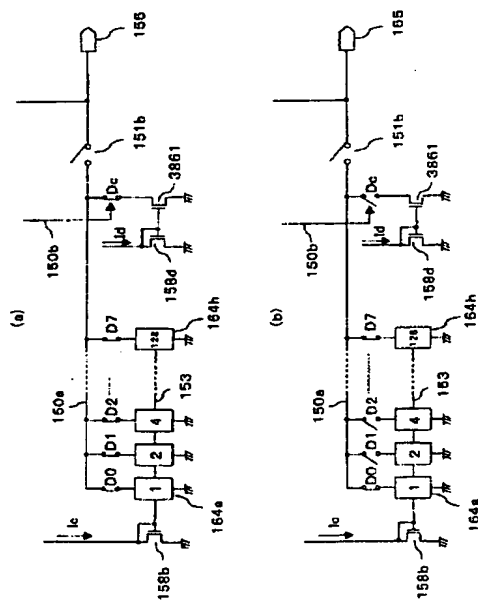 (a)
150b
150a
Dc
151b
155
Ic
D0
D1
D2
D7
Id
3861
1
2
4
128
158d
158b
164a
153
164h
(b)
150b
150a
Dc
151b
155
Ic
D0
D1
D2
D7
Id
3861
1
2
4
128
158d
158b
164a
153
164h